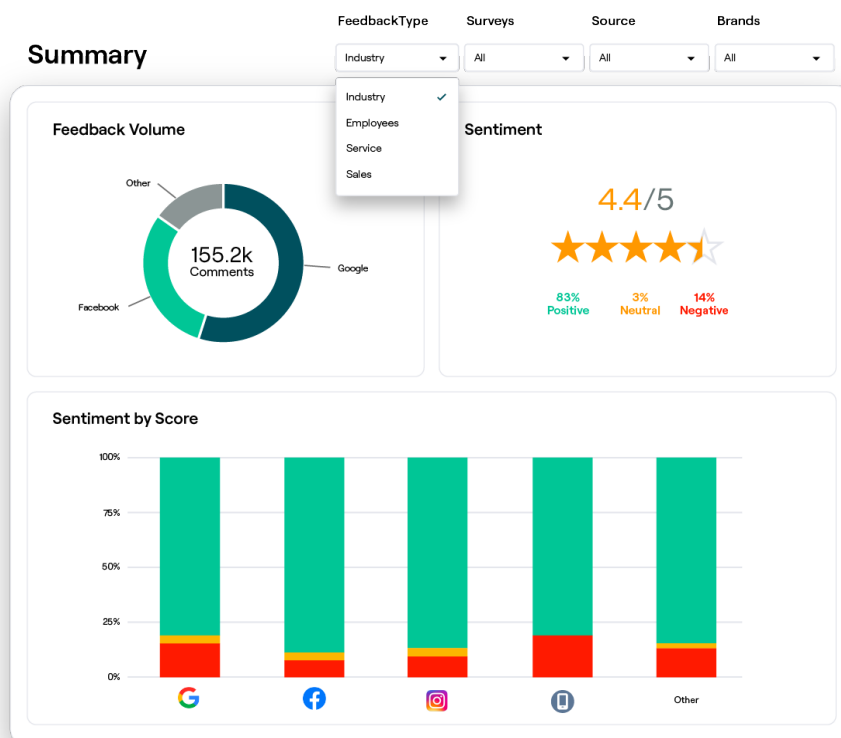 FeedbackType Surveys Source Brands
Summary
Industry All All All
Industry
Employees
Service
Sales
Feedback Volume
Other
155.2k
Comments
Google
Facebook
Sentiment
4.4/5
83% 3% 14%
Positive Neutral Negative
Sentiment by Score
100%
75%
50%
25%
0%
Other